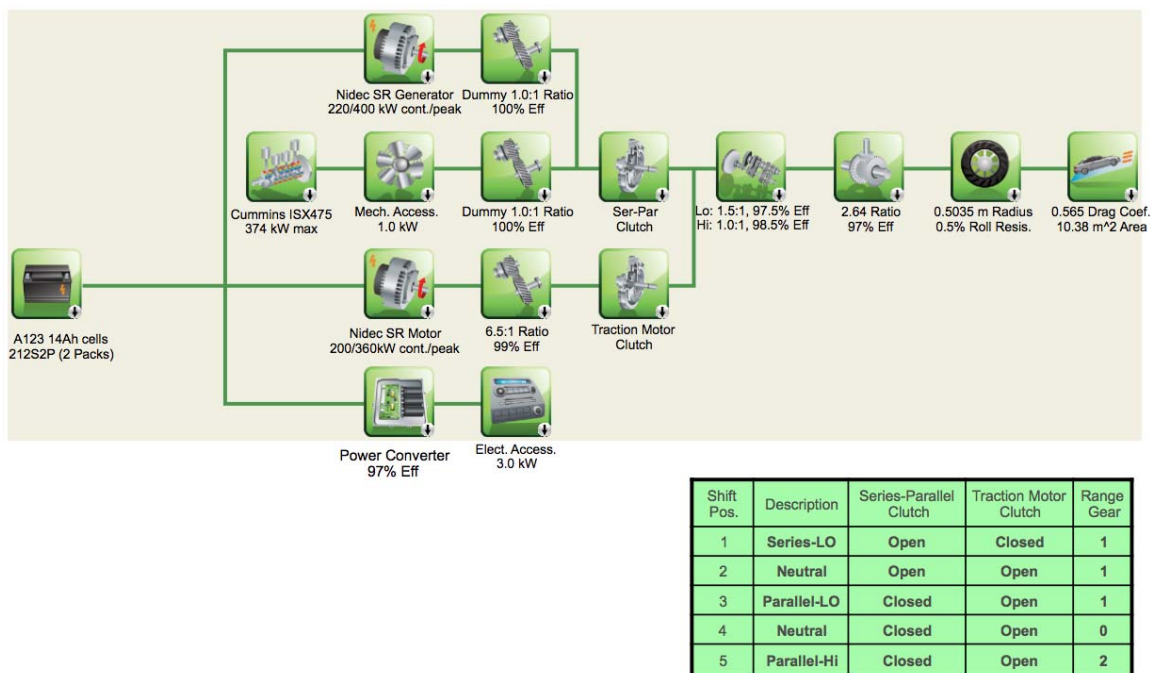 Nidec SR Generator
220/400 kW cont./peak
Dummy 1.0:1 Ratio
100% Eff
Cummins ISX475
374 kW max
Mech. Access.
1.0 kW
Dummy 1.0:1 Ratio
100% Eff
Ser-Par
Clutch
Lo: 1.5:1, 97.5% Eff
Hi: 1.0:1, 98.5% Eff
2.64 Ratio
97% Eff
0.5035 m Radius
0.5% Roll Resis.
0.565 Drag Coef.
10.38 m^2 Area
A123 14Ah cells
212S2P (2 Packs)
Nidec SR Motor
200/360kW cont./peak
6.5:1 Ratio
99% Eff
Traction Motor
Clutch
Power Converter
97% Eff
Elect. Access.
3.0 kW
Shift Pos. Description Series-Parallel Clutch Traction Motor Clutch Range Gear
1 Series-LO Open Closed 1
2 Neutral Open Open 1
3 Parallel-LO Closed Open 1
4 Neutral Closed Open 0
5 Parallel-Hi Closed Open 2